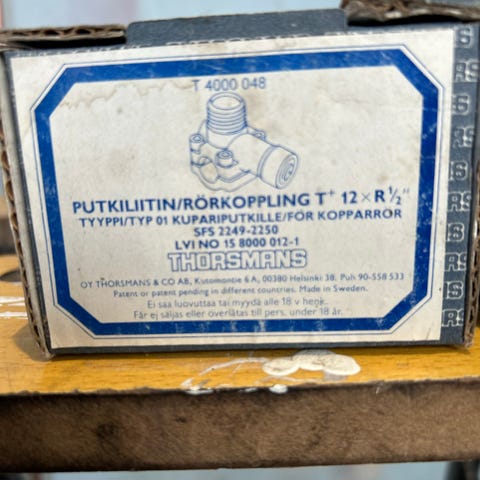 T 4000 048
PUTKILIITIN/RÖRKOPPLING T+ 12 × R ½"
TYYPPI/TYP 01 KUPARIPUTKILLE/FÖR KOPPARRÖR
SFS 2249-2250
LVI NO 15 8000 012-1
THORSMANS
OY THORSMANS & CO AB, Kutomontie 6 A, 00380 Helsinki 38, Puh 90-558 533
Patent or patent pending in different countries. Made in Sweden.
Ei saa luovuttaa tai myydä alle 18 v henk.
Får ej säljas eller överlåtas till pers. under 18 år.